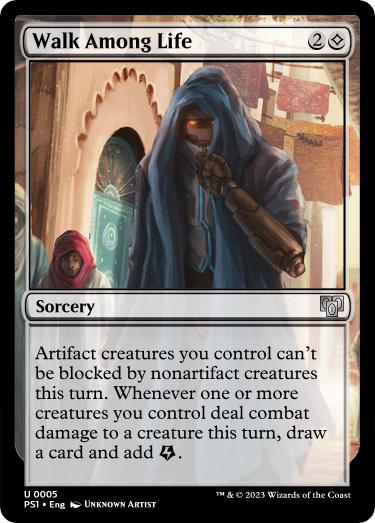 Walk Among Life 2
Sorcery
Artifact creatures you control can't
be blocked by nonartifact creatures
this turn. Whenever one or more
creatures you control deal combat
damage to a creature this turn, draw
a card and add .
U 0005
PS1 • Eng Unknown Artist
™ & © 2023 Wizards of the Coast